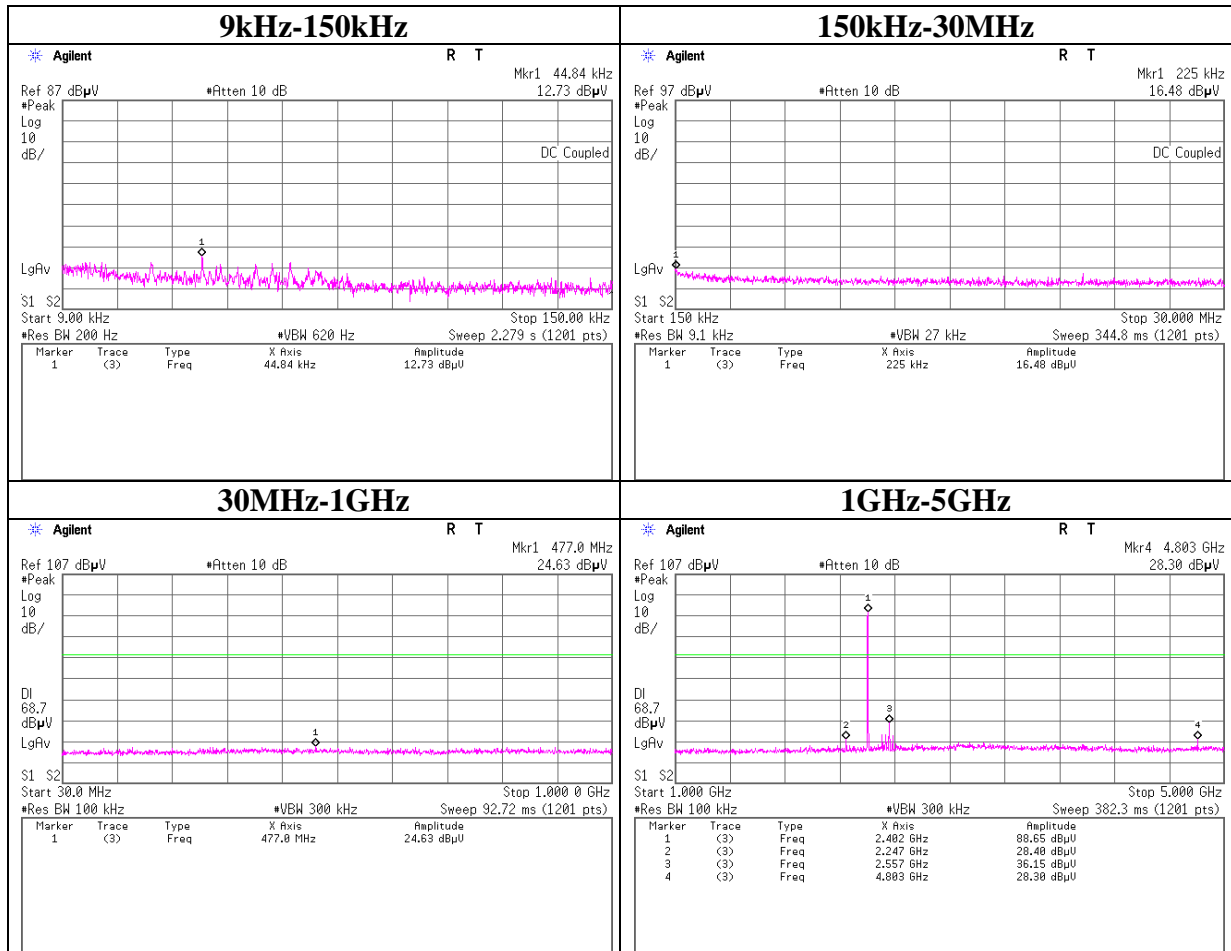 9kHz-150kHz
Agilent R T
Mkr1 44.84 kHz
Ref 87 dBµV #Atten 10 dB 12.73 dBµV
#Peak
Log
10
dB/
DC Coupled
1
LgAv
S1 S2
Start 9.00 kHz Stop 150.00 kHz
#Res BW 200 Hz #VBW 620 Hz Sweep 2.279 s (1201 pts)
Marker Trace Type X Axis Amplitude
1 (3) Freq 44.84 kHz 12.73 dBµV
150kHz-30MHz
Agilent R T
Mkr1 225 kHz
Ref 97 dBµV #Atten 10 dB 16.48 dBµV
#Peak
Log
10
dB/
DC Coupled
1
LgAv
S1 S2
Start 150 kHz Stop 30.000 MHz
#Res BW 9.1 kHz #VBW 27 kHz Sweep 344.8 ms (1201 pts)
Marker Trace Type X Axis Amplitude
1 (3) Freq 225 kHz 16.48 dBµV
30MHz-1GHz
Agilent R T
Mkr1 477.0 MHz
Ref 107 dBµV #Atten 10 dB 24.63 dBµV
#Peak
Log
10
dB/
DI
68.7
dBµV
1
LgAv
S1 S2
Start 30.0 MHz Stop 1.000 0 GHz
#Res BW 100 kHz #VBW 300 kHz Sweep 92.72 ms (1201 pts)
Marker Trace Type X Axis Amplitude
1 (3) Freq 477.0 MHz 24.63 dBµV
1GHz-5GHz
Agilent R T
Mkr4 4.803 GHz
Ref 107 dBµV #Atten 10 dB 28.30 dBµV
#Peak
1
Log
10
dB/
DI
68.7
3
dBµV
2 4
LgAv
S1 S2
Start 1.000 GHz Stop 5.000 GHz
#Res BW 100 kHz #VBW 300 kHz Sweep 382.3 ms (1201 pts)
Marker Trace Type X Axis Amplitude
1 (3) Freq 2.402 GHz 88.65 dBµV
2 (3) Freq 2.247 GHz 28.40 dBµV
3 (3) Freq 2.557 GHz 36.15 dBµV
4 (3) Freq 4.803 GHz 28.30 dBµV